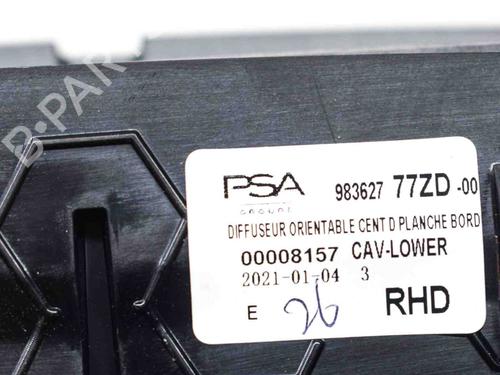 B-PARTS
PSA 983627 77ZD -00
GROUPE
DIFFUSEUR ORIENTABLE CENT D PLANCHE BORD
00008157 CAV-LOWER
2021-01-04 3
E 26 RHD